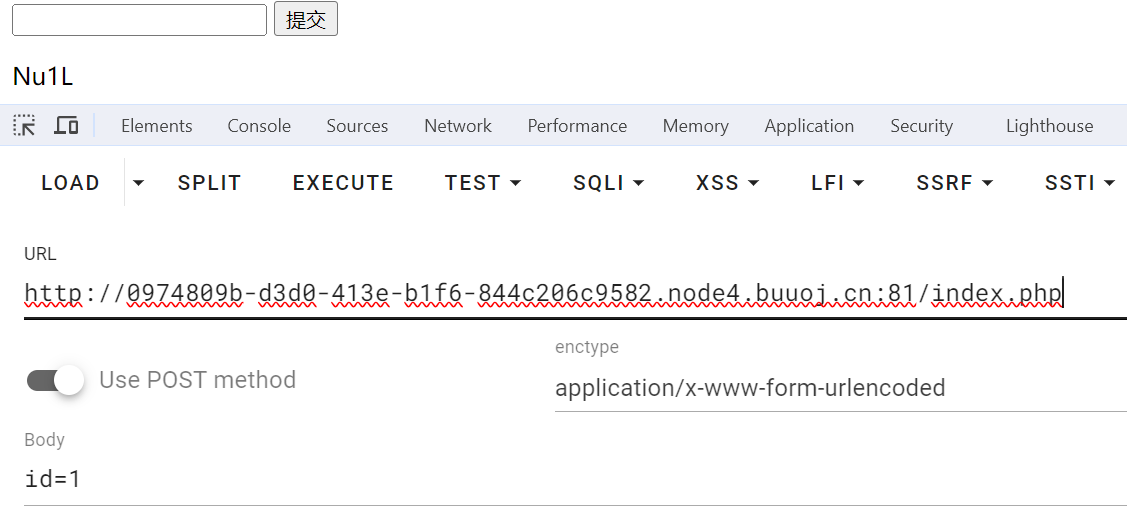 提交
Nu1L
Elements Console Sources Network Performance Memory Application Security Lighthouse
LOAD SPLIT EXECUTE TEST SQLI XSS LFI SSRF SSTI
URL
http://0974809b-d3d0-413e-b1f6-844c206c9582.node4.buuoj.cn:81/index.php
enctype
Use POST method
application/x-www-form-urlencoded
Body
id=1